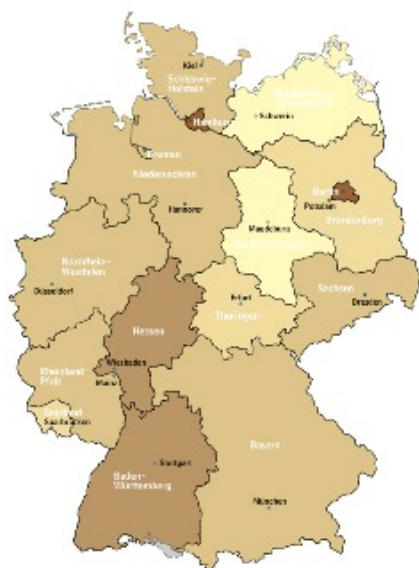 Kiel
Schleswig-
Holstein
Mecklenburg-
Schwerin
Hamburg
Bremen
Niedersachsen
Hannover
Berlin
Potsdam
Brandenburg
Magdeburg
Nordrhein-
Westfalen
Düsseldorf
Sachsen
Dresden
Erfurt
Thüringen
Hessen
Wiesbaden
Mainz
Rheinland
Pfalz
Saarland
Saarbrücken
Bayern
Stuttgart
Baden-
Württemberg
München